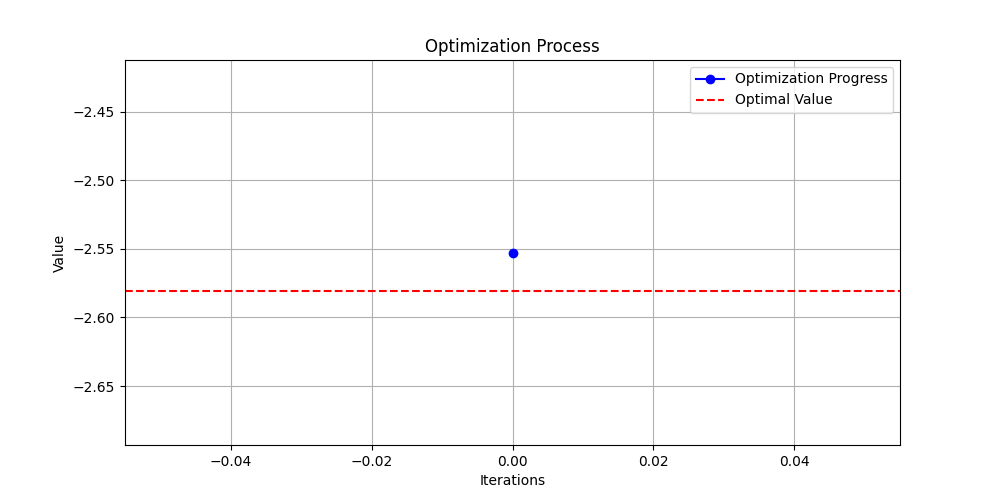 Optimization Process
Optimization Progress
Optimal Value
Value
−2.45
−2.50
−2.55
−2.60
−2.65
−0.04
−0.02
0.00
0.02
0.04
Iterations